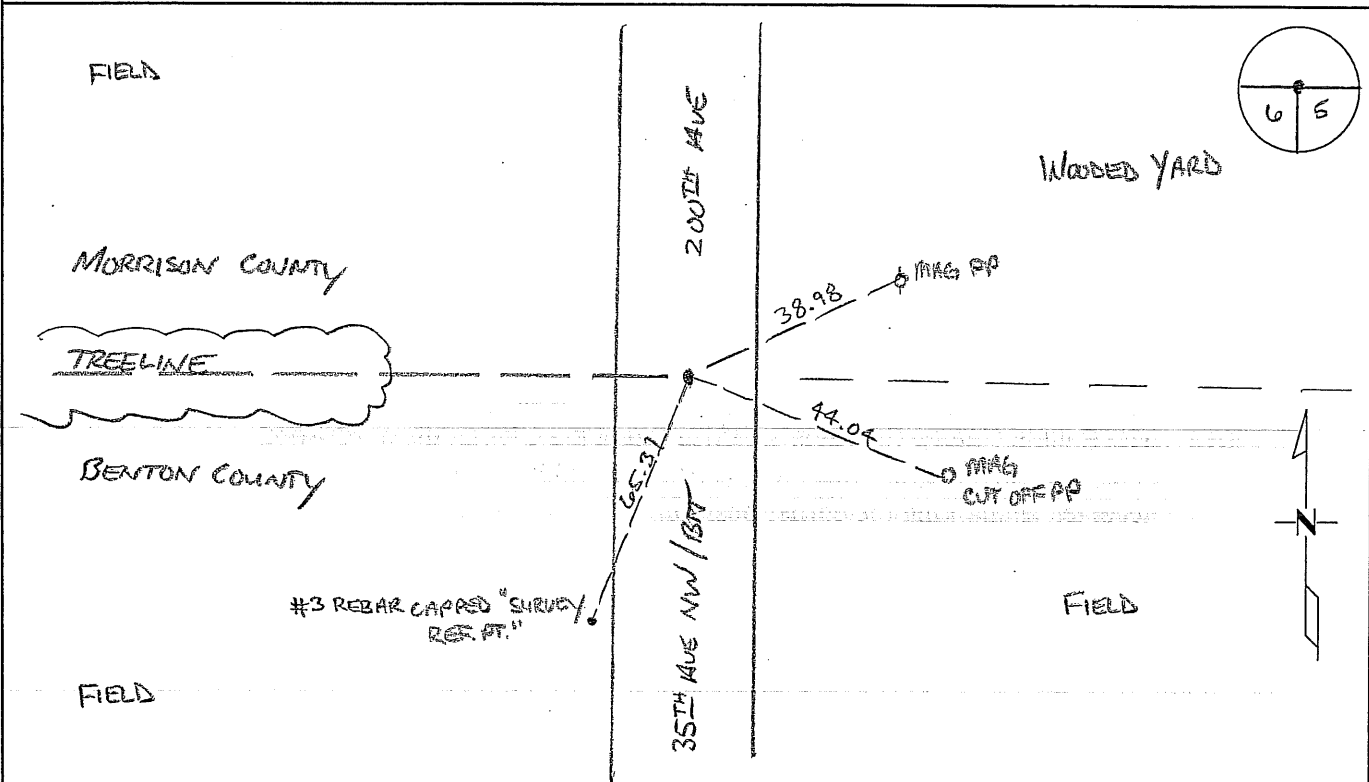 FIELD
200TH AVE
6 5
WOODED YARD
MORRISON COUNTY
MAG PP
38.98
TREELINE
44.04
65.37
BENTON COUNTY
MAG
CUT OFF PP
35TH AVE NW/BIT
N
#3 REBAR CAPPED "SURVEY
REF. PT."
FIELD
FIELD